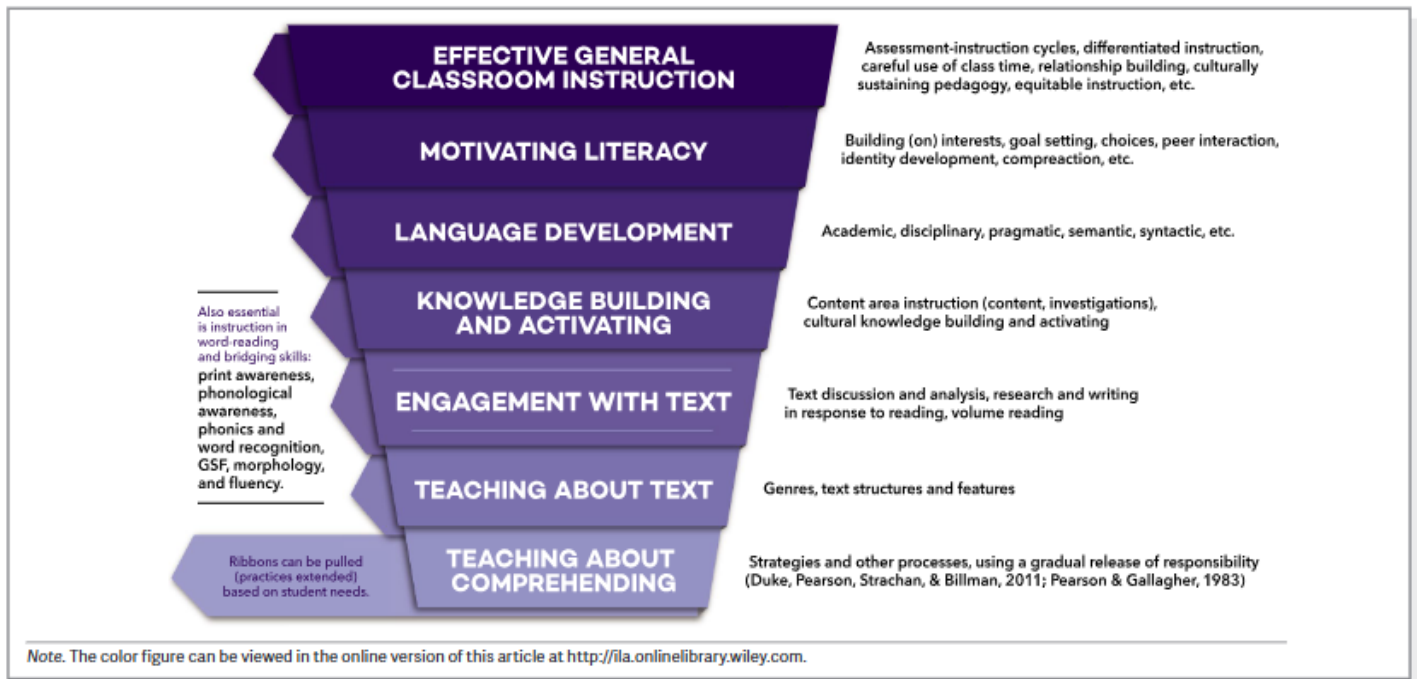 EFFECTIVE GENERAL
CLASSROOM INSTRUCTION
Assessment-instruction cycles, differentiated instruction,
careful use of class time, relationship building, culturally
sustaining pedagogy, equitable instruction, etc.
MOTIVATING LITERACY
Building (on) interests, goal setting, choices, peer interaction,
identity development, compreaction, etc.
LANGUAGE DEVELOPMENT
Academic, disciplinary, pragmatic, semantic, syntactic, etc.
KNOWLEDGE BUILDING
AND ACTIVATING
Content area instruction (content, investigations),
cultural knowledge building and activating
Also essential
is instruction in
word-reading
and bridging skills:
print awareness,
phonological
awareness,
phonics and
word recognition,
GSF, morphology,
and fluency.
ENGAGEMENT WITH TEXT
Text discussion and analysis, research and writing
in response to reading, volume reading
TEACHING ABOUT TEXT
Genres, text structures and features
Ribbons can be pulled
(practices extended)
based on student needs.
TEACHING ABOUT
COMPREHENDING
Strategies and other processes, using a gradual release of responsibility
(Duke, Pearson, Strachan, & Billman, 2011; Pearson & Gallagher, 1983)
Note. The color figure can be viewed in the online version of this article at http://ila.onlinelibrary.wiley.com.